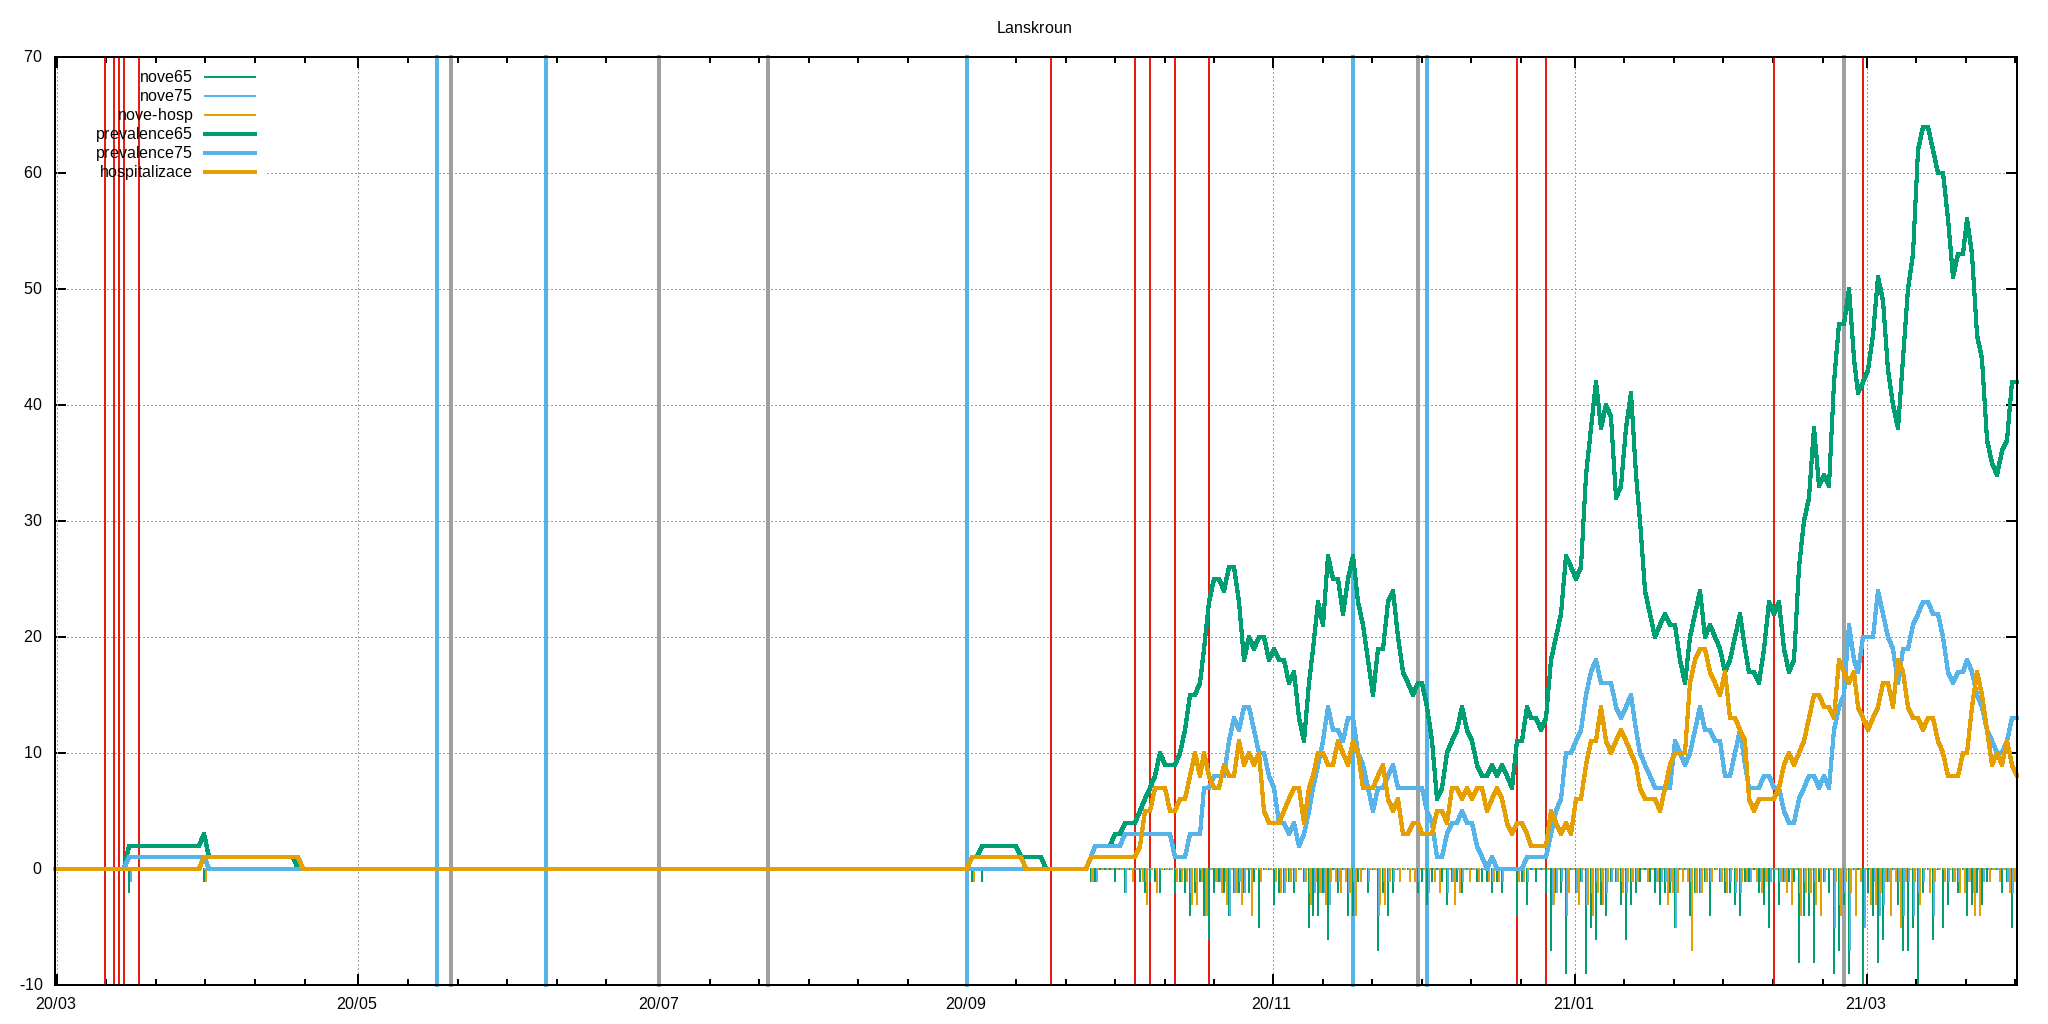 Lanskroun
70
nove65
nove75
nove-hosp
prevalence65
prevalence75
hospitalizace
60
50
40
30
20
10
0
-10
20/03 20/05 20/07 20/09 20/11 21/01 21/03